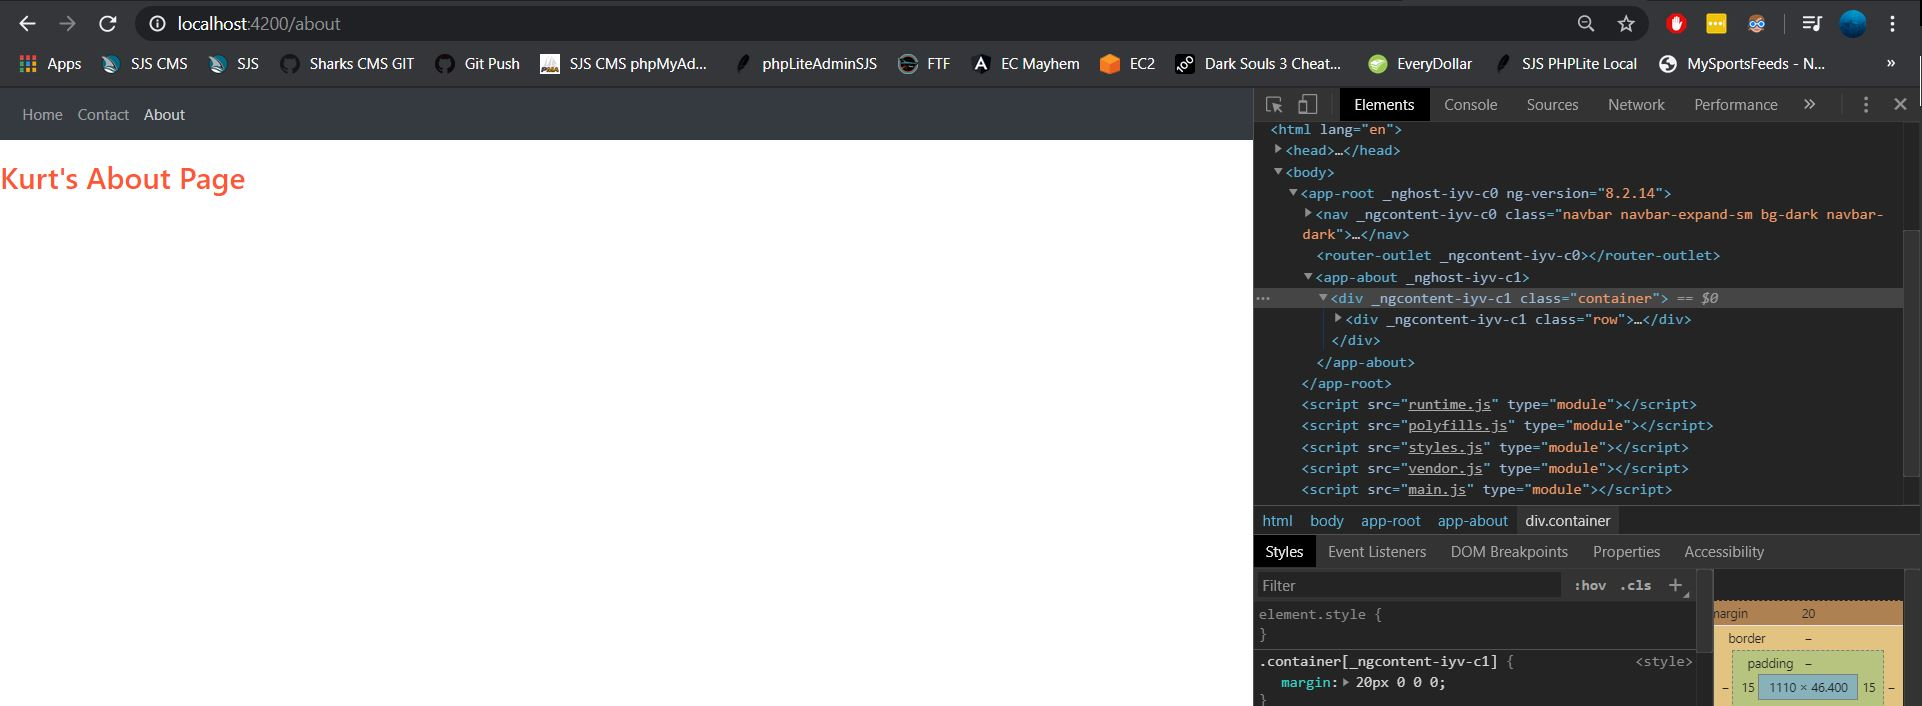 localhost:4200/about
Apps SJS CMS SJS Sharks CMS GIT Git Push SJS CMS phpMyAd... phpLiteAdminSJS FTF EC Mayhem EC2 Dark Souls 3 Cheat... EveryDollar SJS PHPLite Local MySportsFeeds - N... »
Home Contact About
Kurt's About Page
Elements Console Sources Network Performance »
<html lang="en">
<head>…</head>
<body>
<app-root _nghost-iyv-c0 ng-version="8.2.14">
<nav _ngcontent-iyv-c0 class="navbar navbar-expand-sm bg-dark navbar-
dark">…</nav>
<router-outlet _ngcontent-iyv-c0></router-outlet>
<app-about _nghost-iyv-c1>
<div _ngcontent-iyv-c1 class="container"> == $0
<div _ngcontent-iyv-c1 class="row">…</div>
</div>
</app-about>
</app-root>
<script src="runtime.js" type="module"></script>
<script src="polyfills.js" type="module"></script>
<script src="styles.js" type="module"></script>
<script src="vendor.js" type="module"></script>
<script src="main.js" type="module"></script>
html body app-root app-about div.container
Styles Event Listeners DOM Breakpoints Properties Accessibility
Filter :hov .cls +
element.style {
}
.container[_ngcontent-iyv-c1] { <style>
margin: 20px 0 0 0;
}
margin 20
border –
padding –
– 15 1110 × 46.400 15 –